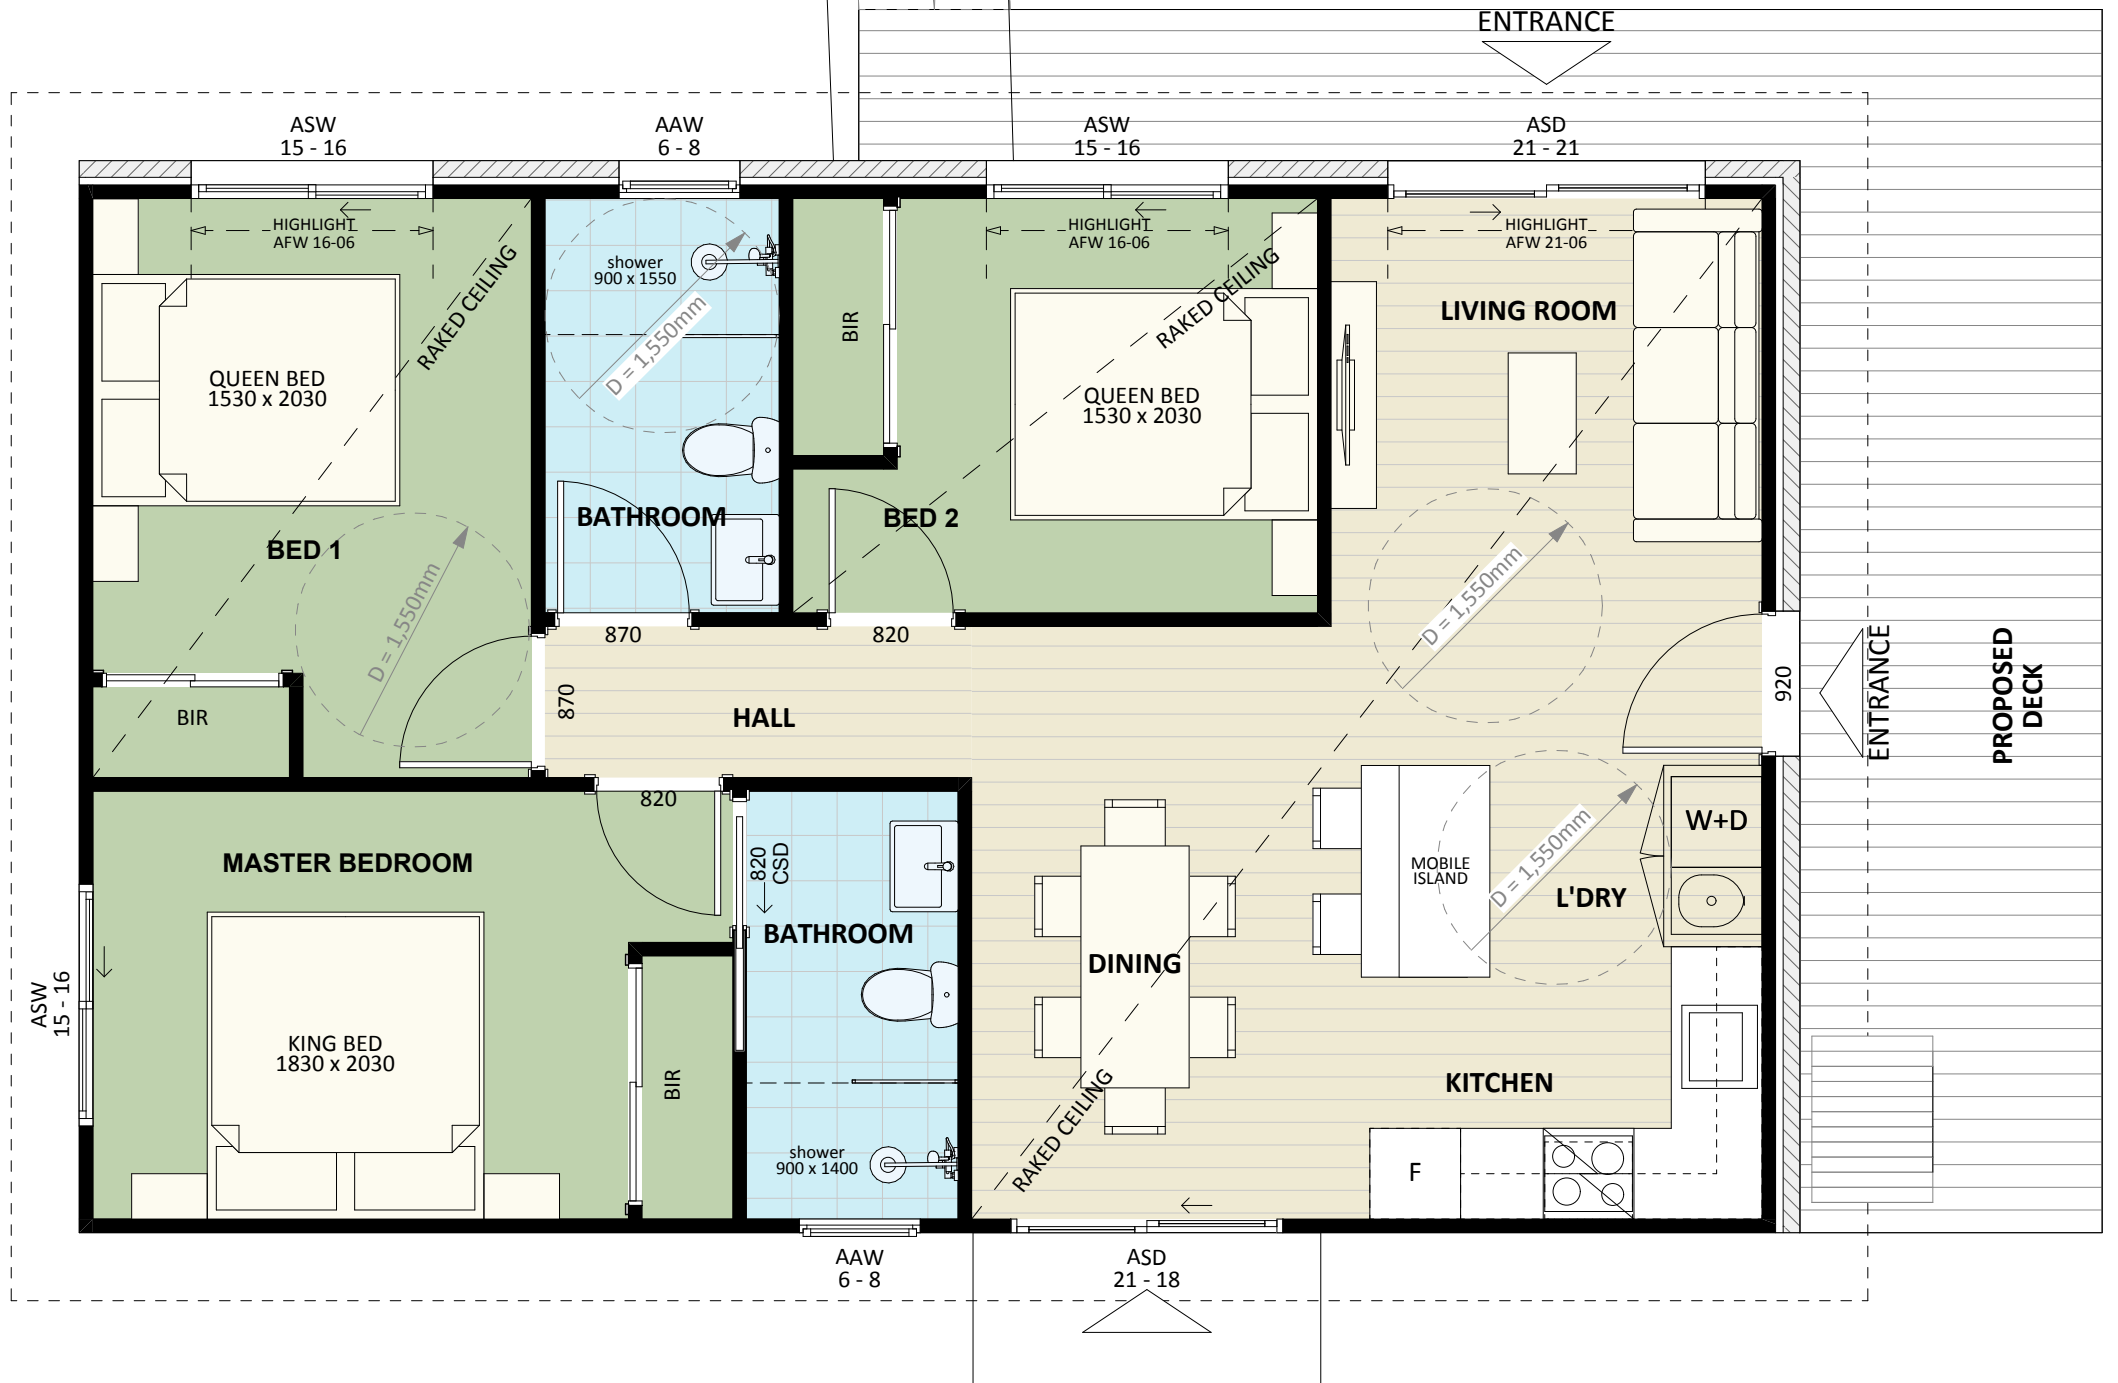 ENTRANCE
ASW
15 - 16
AAW
6 - 8
ASW
15 - 16
ASD
21 - 21
HIGHLIGHT
AFW 16-06
RAKED CEILING
shower
900 x 1550
D = 1,550mm
HIGHLIGHT
AFW 16-06
RAKED CEILING
HIGHLIGHT
AFW 21-06
LIVING ROOM
BIR
QUEEN BED
1530 x 2030
QUEEN BED
1530 x 2030
BATHROOM
BED 2
BED 1
D = 1,550mm
D = 1,550mm
870
820
870
920
ENTRANCE
PROPOSED
DECK
BIR
HALL
820
MASTER BEDROOM
820
CSD
BATHROOM
W+D
MOBILE
ISLAND
D = 1,550mm
L'DRY
DINING
ASW
15 - 16
KING BED
1830 x 2030
BIR
KITCHEN
RAKED CEILING
shower
900 x 1400
F
AAW
6 - 8
ASD
21 - 18